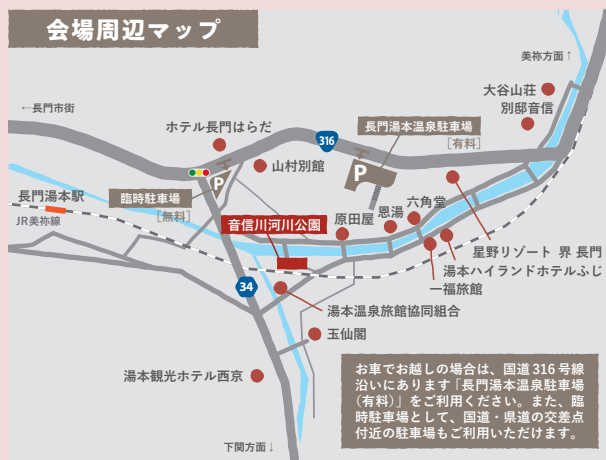 会場周辺マップ
美祢方面↑
大谷山荘
別邸音信
←長門市街
ホテル長門はらだ
316
長門湯本温泉駐車場
[有料]
P
山村別館
P
臨時駐車場
[無料]
長門湯本駅
JR美祢線
六角堂
恩湯
原田屋
音信川河川公園
星野リゾート 界 長門
湯本ハイランドホテルふじ
一福旅館
34
湯本温泉旅館協同組合
玉仙閣
湯本観光ホテル西京
お車でお越しの場合は、国道316号線
沿いにあります「長門湯本温泉駐車場
(有料)」をご利用ください。また、臨
時駐車場として、国道・県道の交差点
付近の駐車場もご利用いただけます。
下関方面↓